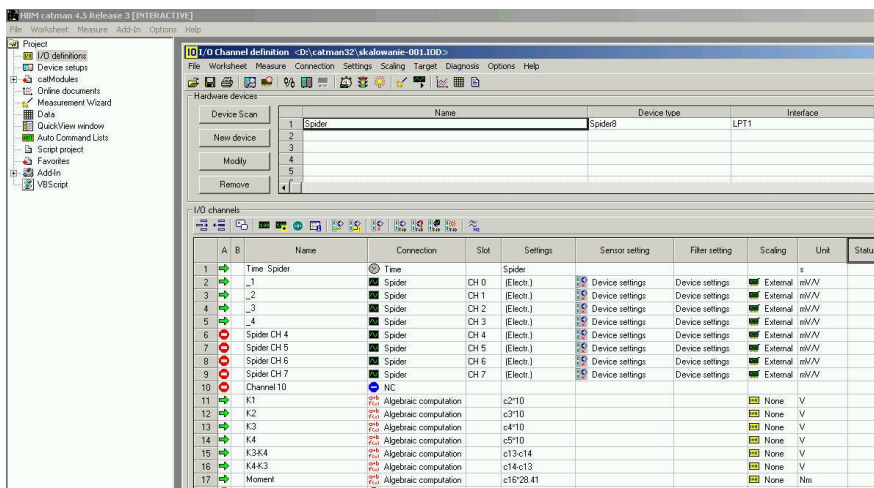 HBM catman 4.5 Release 3 [INTERACTIVE]
File Worksheet Measure Add-In Options Help
Project
I/O definitions
Device setups
catModules
Online documents
Measurement Wizard
Data
QuickView window
Auto Command Lists
Script project
Favorites
Add-In
VBScript
I/O Channel definition <D:\catman32\skalowanie-001.IOD>
File Worksheet Measure Connection Settings Scaling Target Diagnosis Options Help
Hardware devices
Device Scan
New device
Modify
Remove
Name Device type Interface
1 Spider Spider8 LPT1
2
3
4
5
I/O channels
A B Name Connection Slot Settings Sensor setting Filter setting Scaling Unit Statu
1 Time Spider Time Spider s
2 _1 Spider CH 0 (Electr.) Device settings Device settings External mV/V
3 _2 Spider CH 1 (Electr.) Device settings Device settings External mV/V
4 _3 Spider CH 2 (Electr.) Device settings Device settings External mV/V
5 _4 Spider CH 3 (Electr.) Device settings Device settings External mV/V
6 Spider CH 4 Spider CH 4 (Electr.) Device settings Device settings External mV/V
7 Spider CH 5 Spider CH 5 (Electr.) Device settings Device settings External mV/V
8 Spider CH 6 Spider CH 6 (Electr.) Device settings Device settings External mV/V
9 Spider CH 7 Spider CH 7 (Electr.) Device settings Device settings External mV/V
10 Channel 10 NC
11 K1 Algebraic computation c2*10 None V
12 K2 Algebraic computation c3*10 None V
13 K3 Algebraic computation c4*10 None V
14 K4 Algebraic computation c5*10 None V
15 K3-K4 Algebraic computation c13-c14 None V
16 K4-K3 Algebraic computation c14-c13 None V
17 Moment Algebraic computation c16*28.41 None Nm